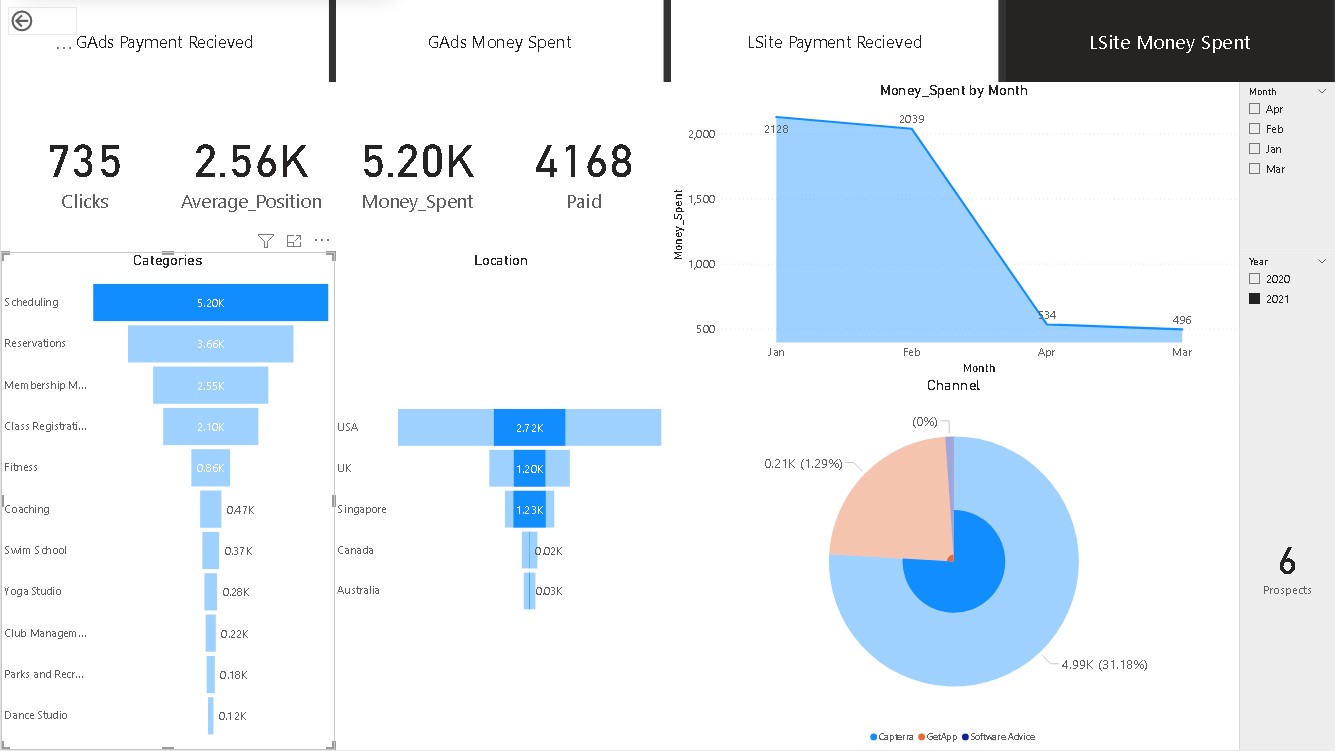 ... GAds Payment Recieved
GAds Money Spent
LSite Payment Recieved
LSite Money Spent
735
Clicks
2.56K
Average_Position
5.20K
Money_Spent
4168
Paid
Money_Spent by Month
Money_Spent
2,000
1,500
1,000
500
2128
2039
534
496
Jan
Feb
Apr
Mar
Month
Month
Apr
Feb
Jan
Mar
Year
2020
2021
...
Categories
Scheduling 5.20K
Reservations 3.66K
Membership M... 2.55K
Class Registrati... 2.10K
Fitness 0.86K
Coaching 0.47K
Swim School 0.37K
Yoga Studio 0.28K
Club Managem... 0.22K
Parks and Recr... 0.18K
Dance Studio 0.12K
Location
USA 2.72K
UK 1.20K
Singapore 1.23K
Canada 0.02K
Australia 0.03K
Channel
(0%)
0.21K (1.29%)
4.99K (31.18%)
Capterra GetApp Software Advice
6
Prospects